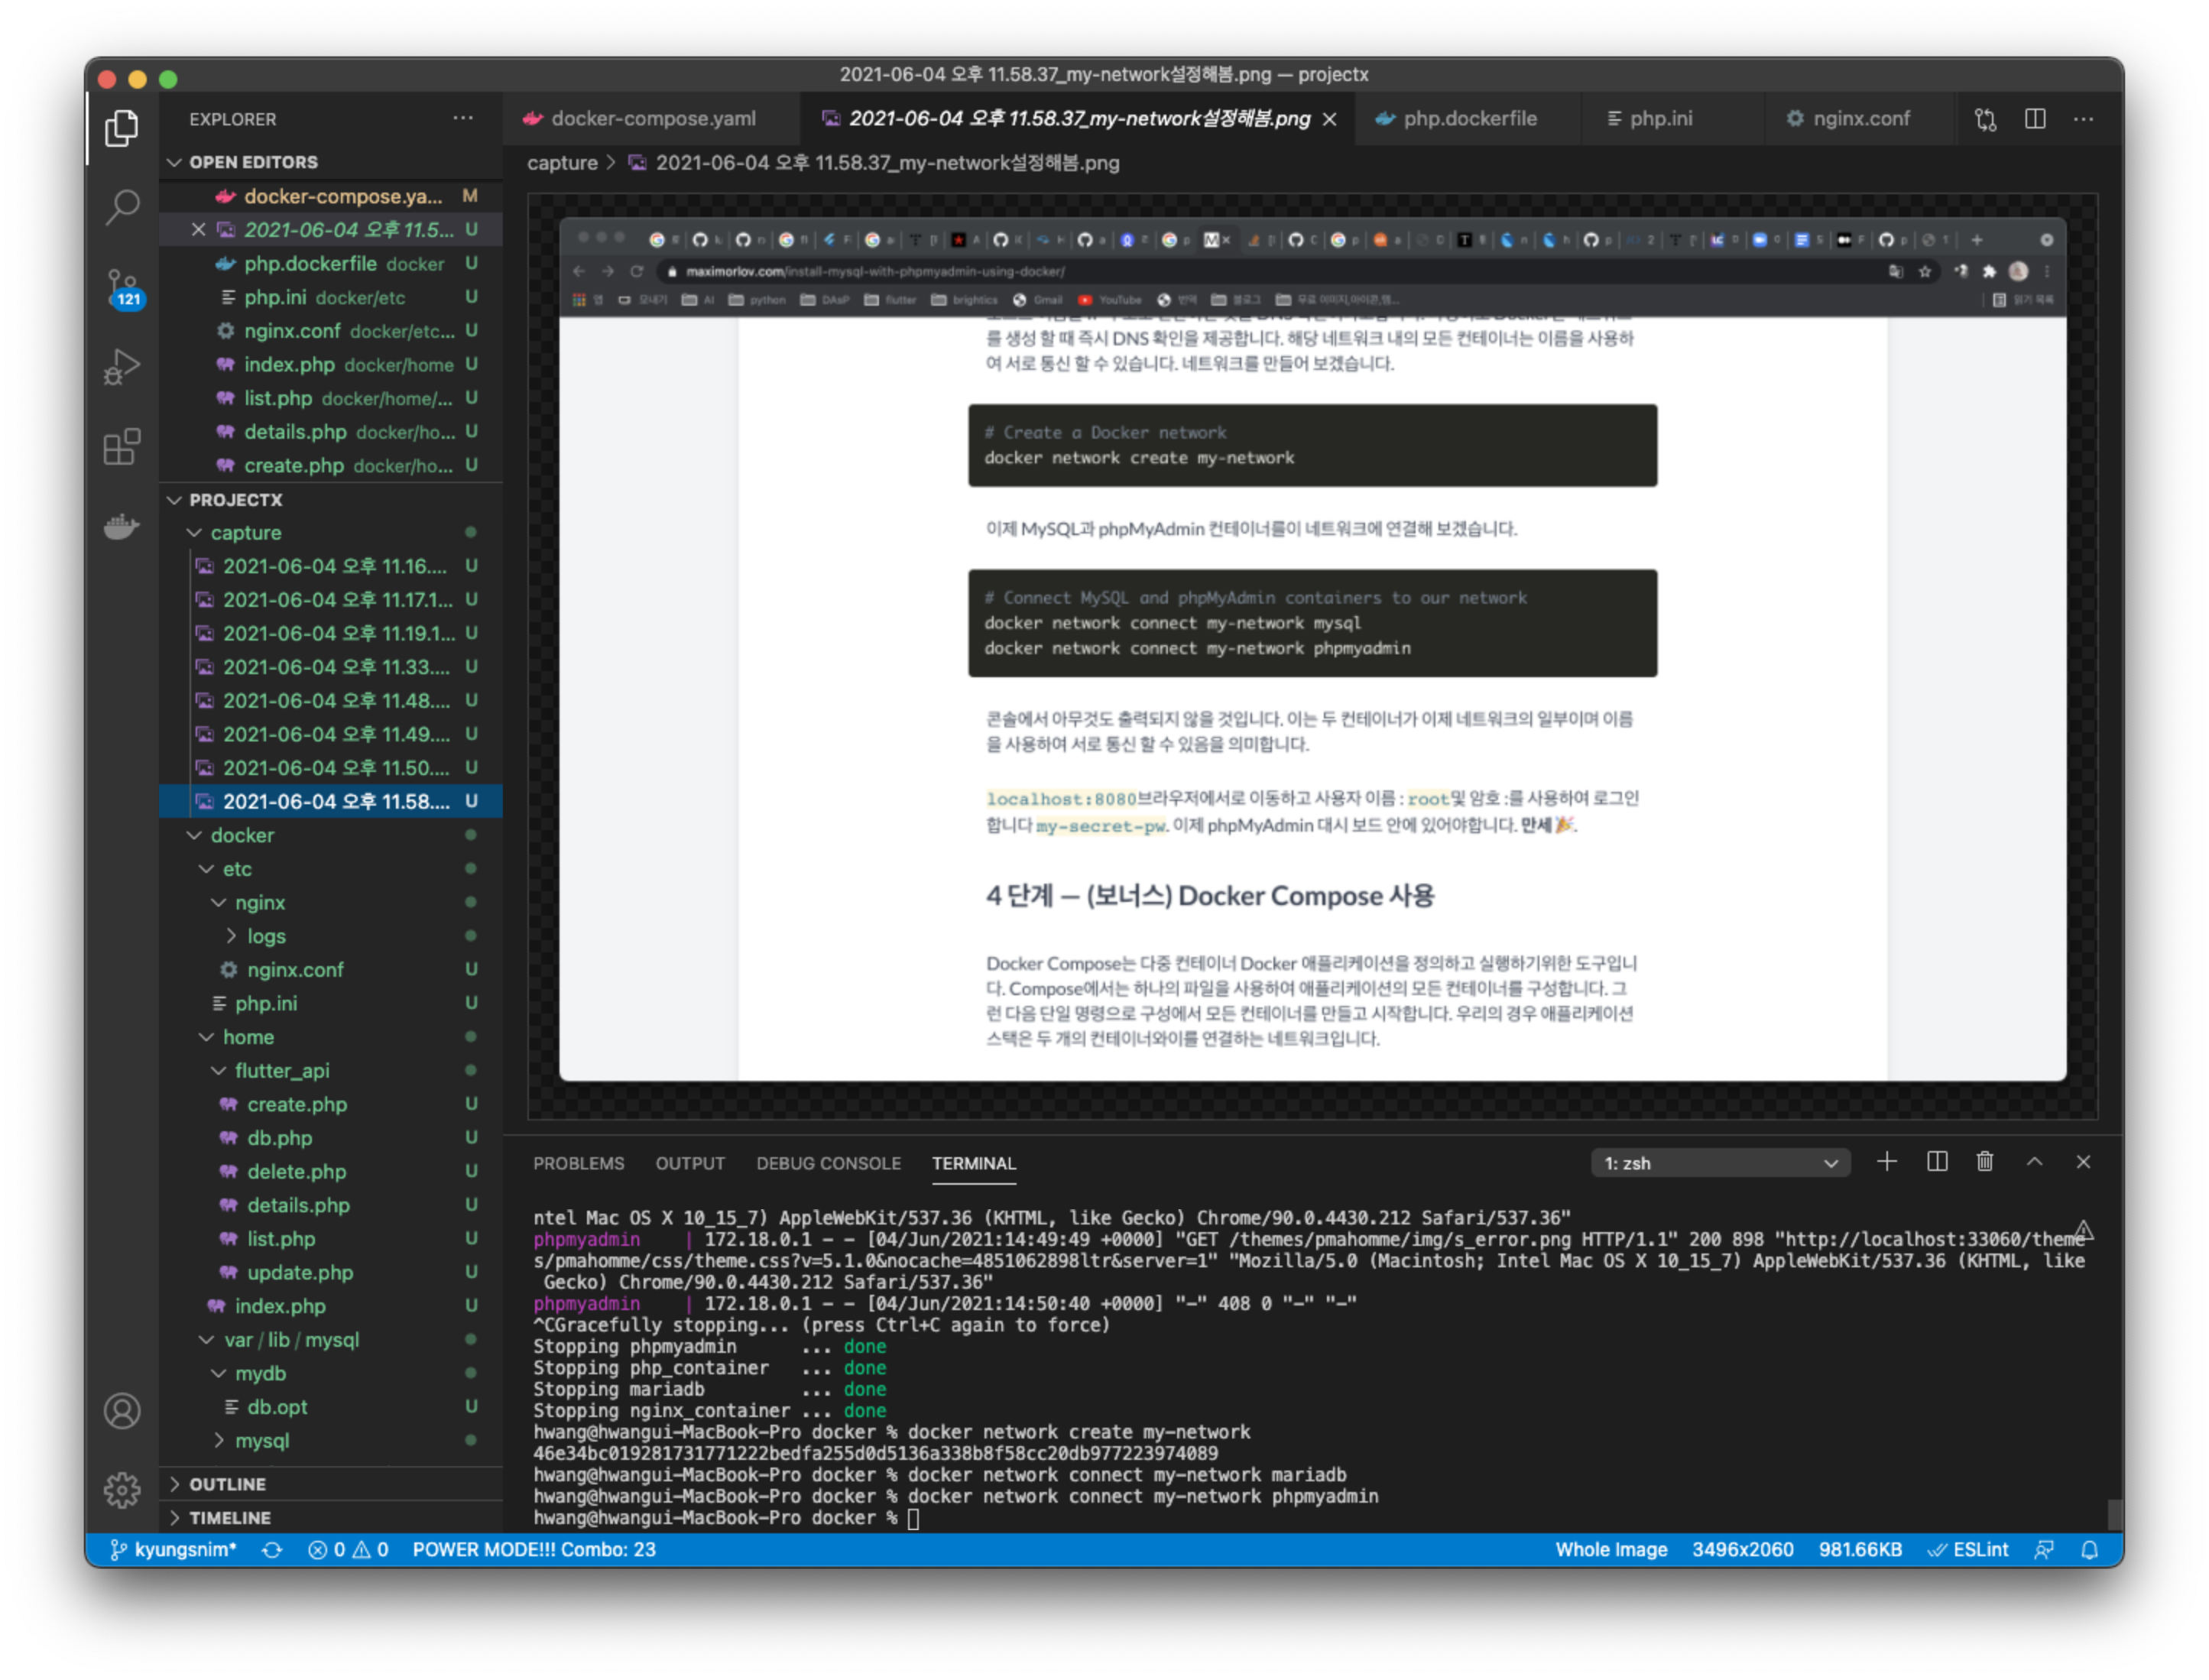 2021-06-04 오후 11.58.37_my-network설정해봄.png — projectx
EXPLORER
OPEN EDITORS
docker-compose.ya... M
2021-06-04 오후 11.5... U
php.dockerfile docker U
php.ini docker/etc U
nginx.conf docker/etc... U
index.php docker/home U
list.php docker/home/... U
details.php docker/ho... U
create.php docker/ho... U
PROJECTX
capture
2021-06-04 오후 11.16.... U
2021-06-04 오후 11.17.1... U
2021-06-04 오후 11.19.1... U
2021-06-04 오후 11.33.... U
2021-06-04 오후 11.48.... U
2021-06-04 오후 11.49.... U
2021-06-04 오후 11.50.... U
2021-06-04 오후 11.58.... U
docker
etc
nginx
logs
nginx.conf U
php.ini U
home
flutter_api
create.php U
db.php U
delete.php U
details.php U
list.php U
update.php U
index.php U
var / lib / mysql
mydb
db.opt U
mysql
OUTLINE
TIMELINE
121
docker-compose.yaml 2021-06-04 오후 11.58.37_my-network설정해봄.png php.dockerfile php.ini nginx.conf
capture > 2021-06-04 오후 11.58.37_my-network설정해봄.png
maximorlov.com/install-mysql-with-phpmyadmin-using-docker/
앱 보내기 AI python DAsP flutter brightics Gmail YouTube 번역 블로그 무료 이미지,아이콘,템... 읽기 목록
를 생성 할 때 즉시 DNS 확인을 제공합니다. 해당 네트워크 내의 모든 컨테이너는 이름을 사용하
여 서로 통신 할 수 있습니다. 네트워크를 만들어 보겠습니다.
# Create a Docker network
docker network create my-network
이제 MySQL과 phpMyAdmin 컨테이너를이 네트워크에 연결해 보겠습니다.
# Connect MySQL and phpMyAdmin containers to our network
docker network connect my-network mysql
docker network connect my-network phpmyadmin
콘솔에서 아무것도 출력되지 않을 것입니다. 이는 두 컨테이너가 이제 네트워크의 일부이며 이름
을 사용하여 서로 통신 할 수 있음을 의미합니다.
localhost:8080브라우저에서로 이동하고 사용자 이름 : root및 암호 :를 사용하여 로그인
합니다 my-secret-pw. 이제 phpMyAdmin 대시 보드 안에 있어야합니다. 만세 🎉.
4 단계 — (보너스) Docker Compose 사용
Docker Compose는 다중 컨테이너 Docker 애플리케이션을 정의하고 실행하기위한 도구입니
다. Compose에서는 하나의 파일을 사용하여 애플리케이션의 모든 컨테이너를 구성합니다. 그
런 다음 단일 명령으로 구성에서 모든 컨테이너를 만들고 시작합니다. 우리의 경우 애플리케이션
스택은 두 개의 컨테이너와이를 연결하는 네트워크입니다.
PROBLEMS OUTPUT DEBUG CONSOLE TERMINAL 1: zsh
ntel Mac OS X 10_15_7) AppleWebKit/537.36 (KHTML, like Gecko) Chrome/90.0.4430.212 Safari/537.36"
phpmyadmin | 172.18.0.1 - - [04/Jun/2021:14:49:49 +0000] "GET /themes/pmahomme/img/s_error.png HTTP/1.1" 200 898 "http://localhost:33060/theme
s/pmahomme/css/theme.css?v=5.1.0&nocache=4851062898ltr&server=1" "Mozilla/5.0 (Macintosh; Intel Mac OS X 10_15_7) AppleWebKit/537.36 (KHTML, like
Gecko) Chrome/90.0.4430.212 Safari/537.36"
phpmyadmin | 172.18.0.1 - - [04/Jun/2021:14:50:40 +0000] "-" 408 0 "-" "-"
^CGracefully stopping... (press Ctrl+C again to force)
Stopping phpmyadmin ... done
Stopping php_container ... done
Stopping mariadb ... done
Stopping nginx_container ... done
hwang@hwangui-MacBook-Pro docker % docker network create my-network
46e34bc019281731771222bedfa255d0d5136a338b8f58cc20db977223974089
hwang@hwangui-MacBook-Pro docker % docker network connect my-network mariadb
hwang@hwangui-MacBook-Pro docker % docker network connect my-network phpmyadmin
hwang@hwangui-MacBook-Pro docker %
kyungsnim* 0 0 POWER MODE!!! Combo: 23 Whole Image 3496x2060 981.66KB ESLint